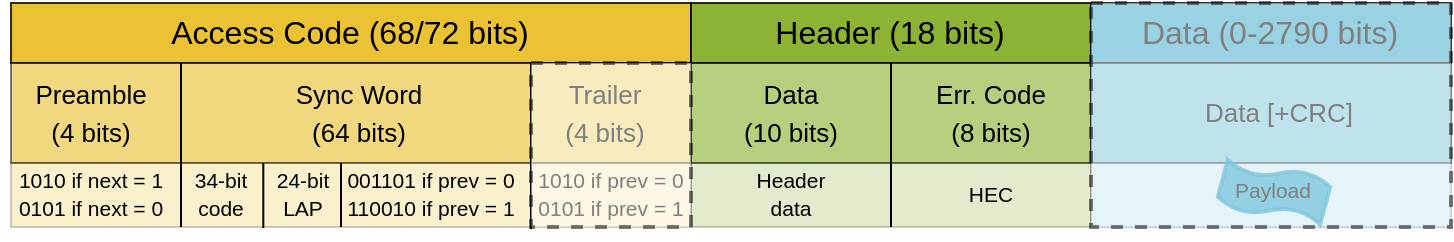 Access Code (68/72 bits)
Header (18 bits)
Data (0-2790 bits)
Preamble
(4 bits)
Sync Word
(64 bits)
Trailer
(4 bits)
Data
(10 bits)
Err. Code
(8 bits)
Data [+CRC]
1010 if next = 1
0101 if next = 0
34-bit
code
24-bit
LAP
001101 if prev = 0
110010 if prev = 1
1010 if prev = 0
0101 if prev = 1
Header
data
HEC
Payload